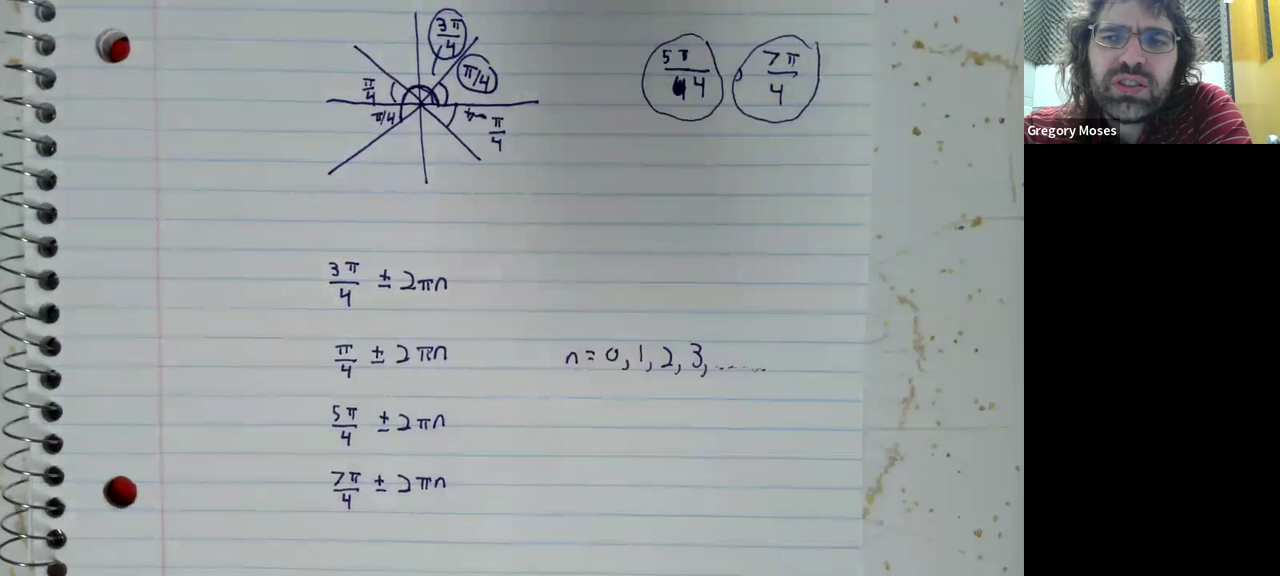 3π/4
π/4
π/4
π/4
π/4
5π/4, 7π/4
Gregory Moses
3π/4 ± 2πn
π/4 ± 2πn
n = 0, 1, 2, 3, ......
5π/4 ± 2πn
7π/4 ± 2πn